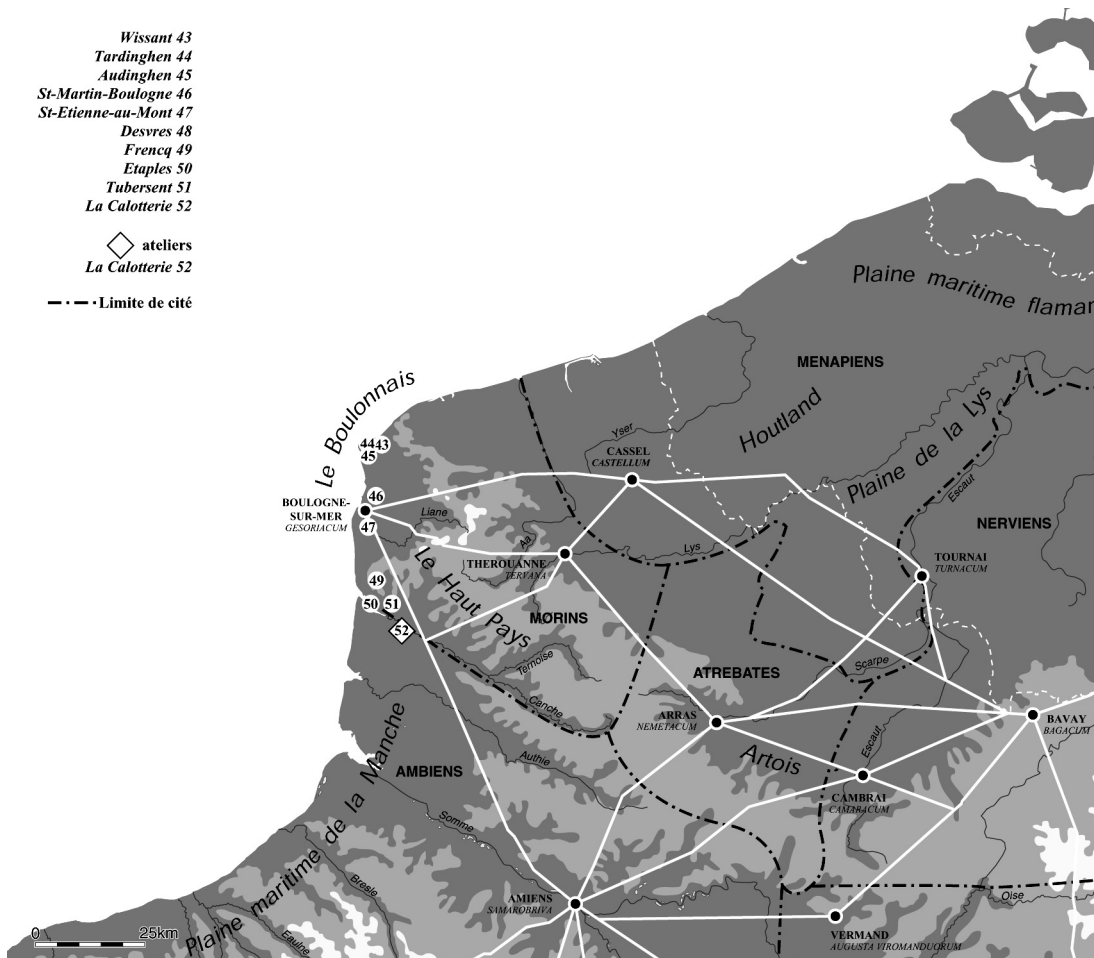 Wissant 43
Tardinghen 44
Audinghen 45
St-Martin-Boulogne 46
St-Etienne-au-Mont 47
Desvres 48
Frencq 49
Etaples 50
Tubersent 51
La Calotterie 52
ateliers
La Calotterie 52
Limite de cité
Plaine maritime flamar
MENAPIENS
Le Boulonnais
Houtland
Plaine de la Lys
Yser
4443
45
CASSEL
CASTELLUM
Escaut
46
BOULOGNE-
SUR-MER
GESORIACUM
Liane
47
NERVIENS
Aa
Lys
THEROUANNE
TERVANA
TOURNAI
TURNACUM
Le Haut Pays
49
50
51
52
MØRINS
Ternoise
Scarpe
ATREBATES
Canche
ARRAS
NEMETACUM
BAVAY
BAGACUM
Escaut
Artois
Authie
AMBIENS
CAMBRAI
CAMARACUM
Somme
Plaine maritime de la Manche
Bresle
AMIENS
SAMAROBRIVA
Oise
Eaulne
VERMAND
AUGUSTA VIROMANDUORUM
0 25km